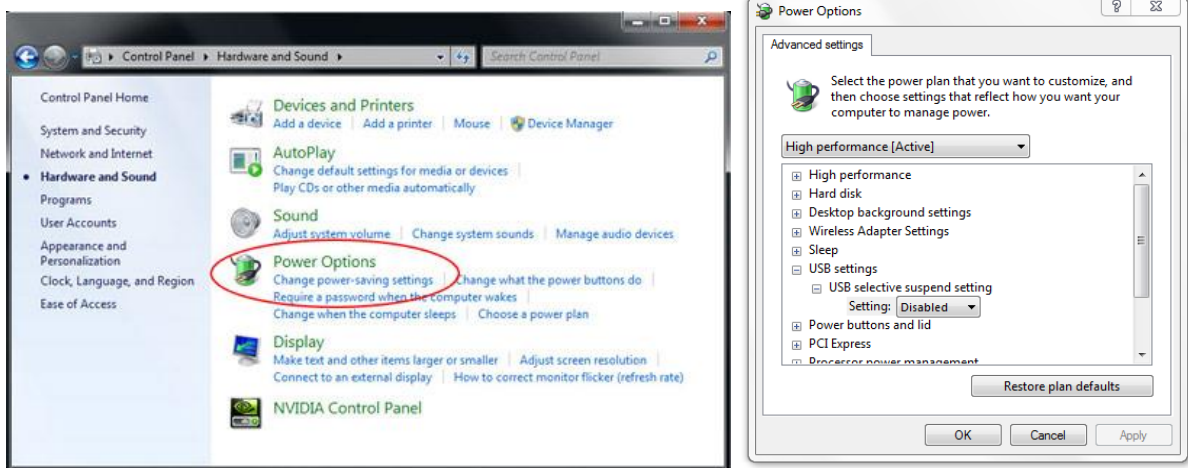 Control Panel Hardware and Sound Search Control Panel
Control Panel Home
System and Security
Network and Internet
Hardware and Sound
Programs
User Accounts
Appearance and
Personalization
Clock, Language, and Region
Ease of Access
Devices and Printers
Add a device Add a printer Mouse Device Manager
AutoPlay
Change default settings for media or devices
Play CDs or other media automatically
Sound
Adjust system volume Change system sounds Manage audio devices
Power Options
Change power-saving settings Change what the power buttons do
Require a password when the computer wakes
Change when the computer sleeps Choose a power plan
Display
Make text and other items larger or smaller Adjust screen resolution
Connect to an external display How to correct monitor flicker (refresh rate)
NVIDIA Control Panel
Power Options
Advanced settings
Select the power plan that you want to customize, and
then choose settings that reflect how you want your
computer to manage power.
High performance [Active]
High performance
Hard disk
Desktop background settings
Wireless Adapter Settings
Sleep
USB settings
USB selective suspend setting
Setting: Disabled
Power buttons and lid
PCI Express
Processor power management
Restore plan defaults
OK Cancel Apply